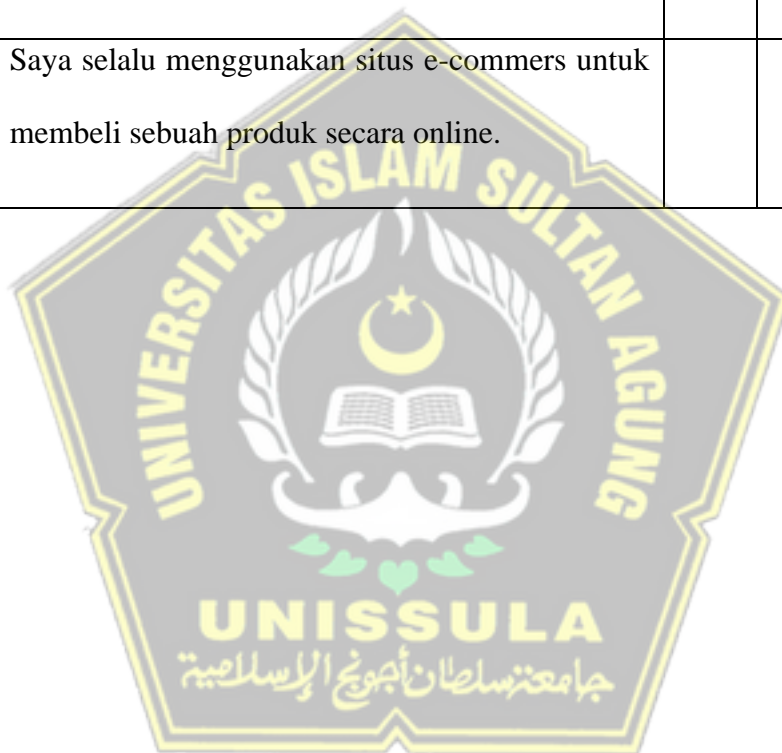 Saya selalu menggunakan situs e-commers untuk
membeli sebuah produk secara online.
UNIVERSITAS ISLAM SULTAN AGUNG
UNISSULA
جامعة سلطان أجونج الإسلامية